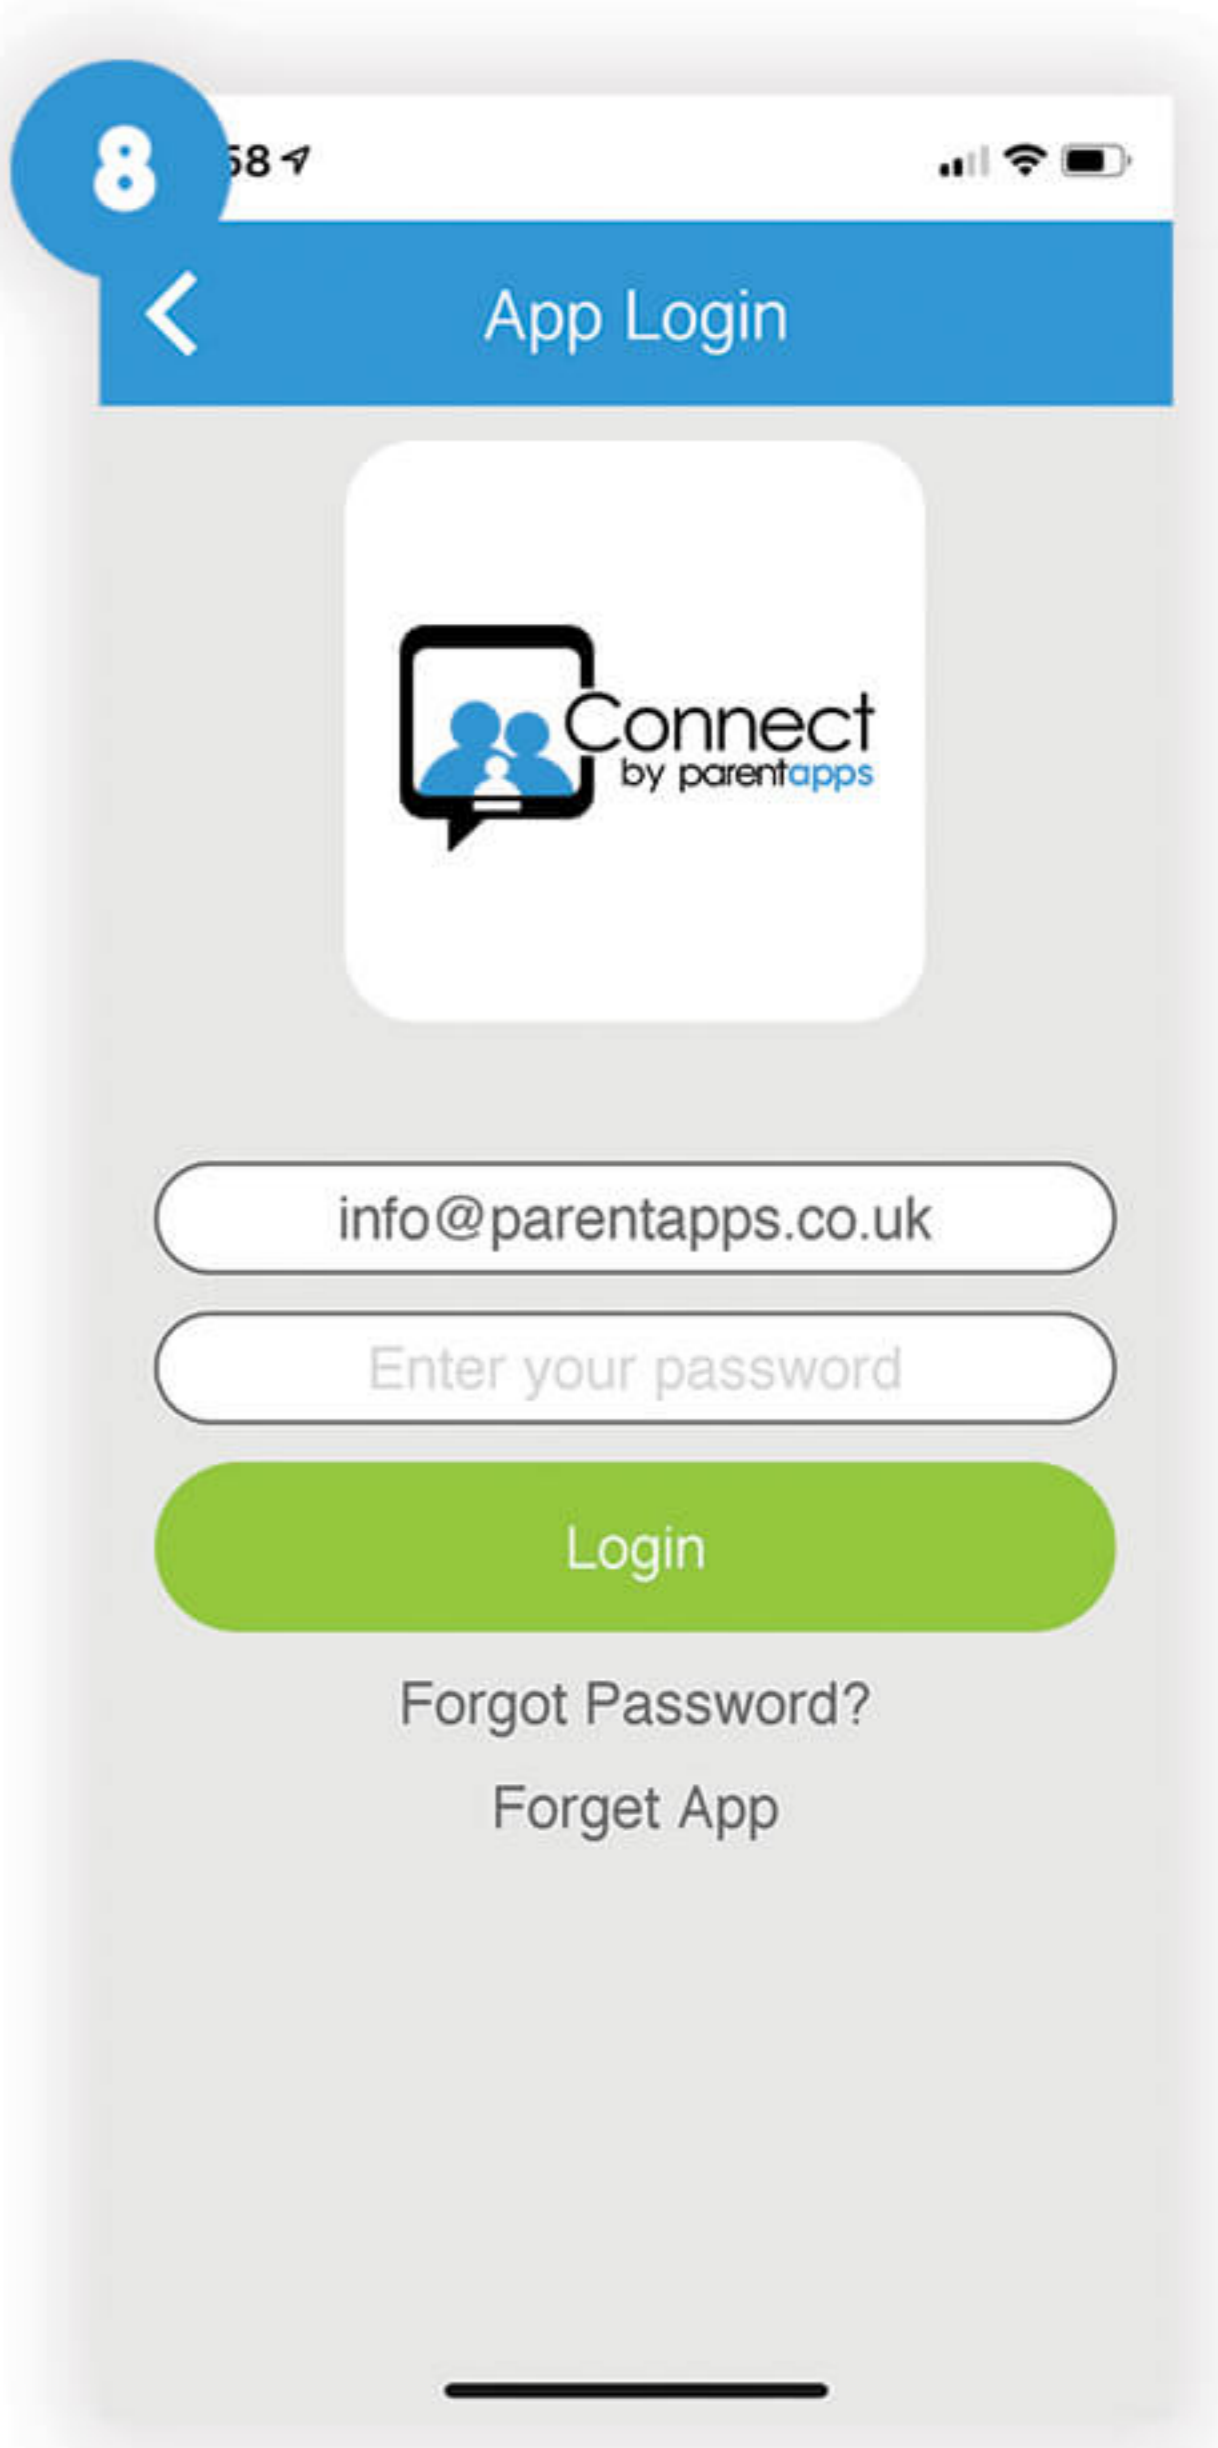 8
58
App Login
Connect
by parentapps
info@parentapps.co.uk
Enter your password
Login
Forgot Password?
Forget App